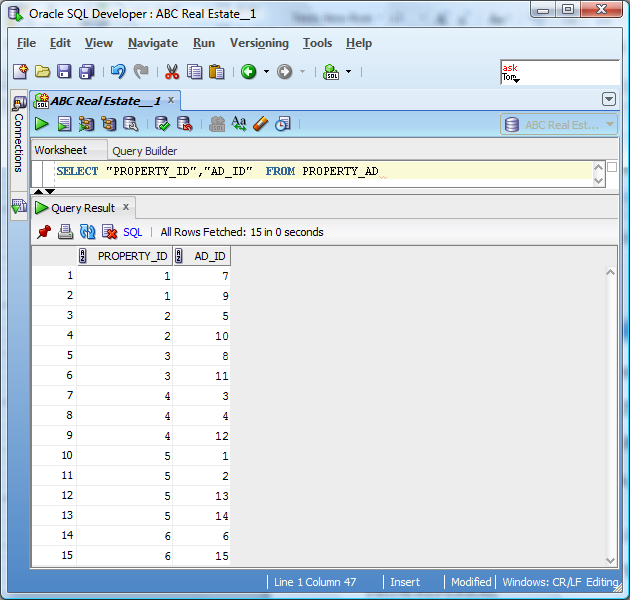 Oracle SQL Developer : ABC Real Estate__1
File Edit View Navigate Run Versioning Tools Help
ask
Tom
ABC Real Estate__1 x
Connections
ABC Real Est...
Worksheet Query Builder
SELECT "PROPERTY_ID","AD_ID"  FROM PROPERTY_AD
Query Result x
SQL | All Rows Fetched: 15 in 0 seconds
PROPERTY_ID AD_ID
1 1 7
2 1 9
3 2 5
4 2 10
5 3 8
6 3 11
7 4 3
8 4 4
9 4 12
10 5 1
11 5 2
12 5 13
13 5 14
14 6 6
15 6 15
Line 1 Column 47 | Insert | Modified | Windows: CR/LF Editing